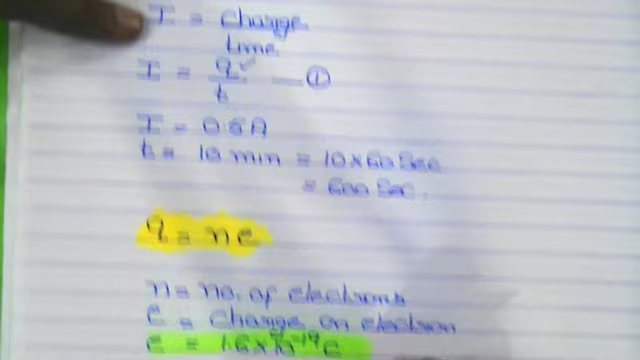 I = charge
time
I = q/t — ①
I = 0.5A
t = 10 min = 10×60 Sec
= 600 Sec.
q = ne
n = no. of electrons
e = charge on electron
e = 1.6×10⁻¹⁹C